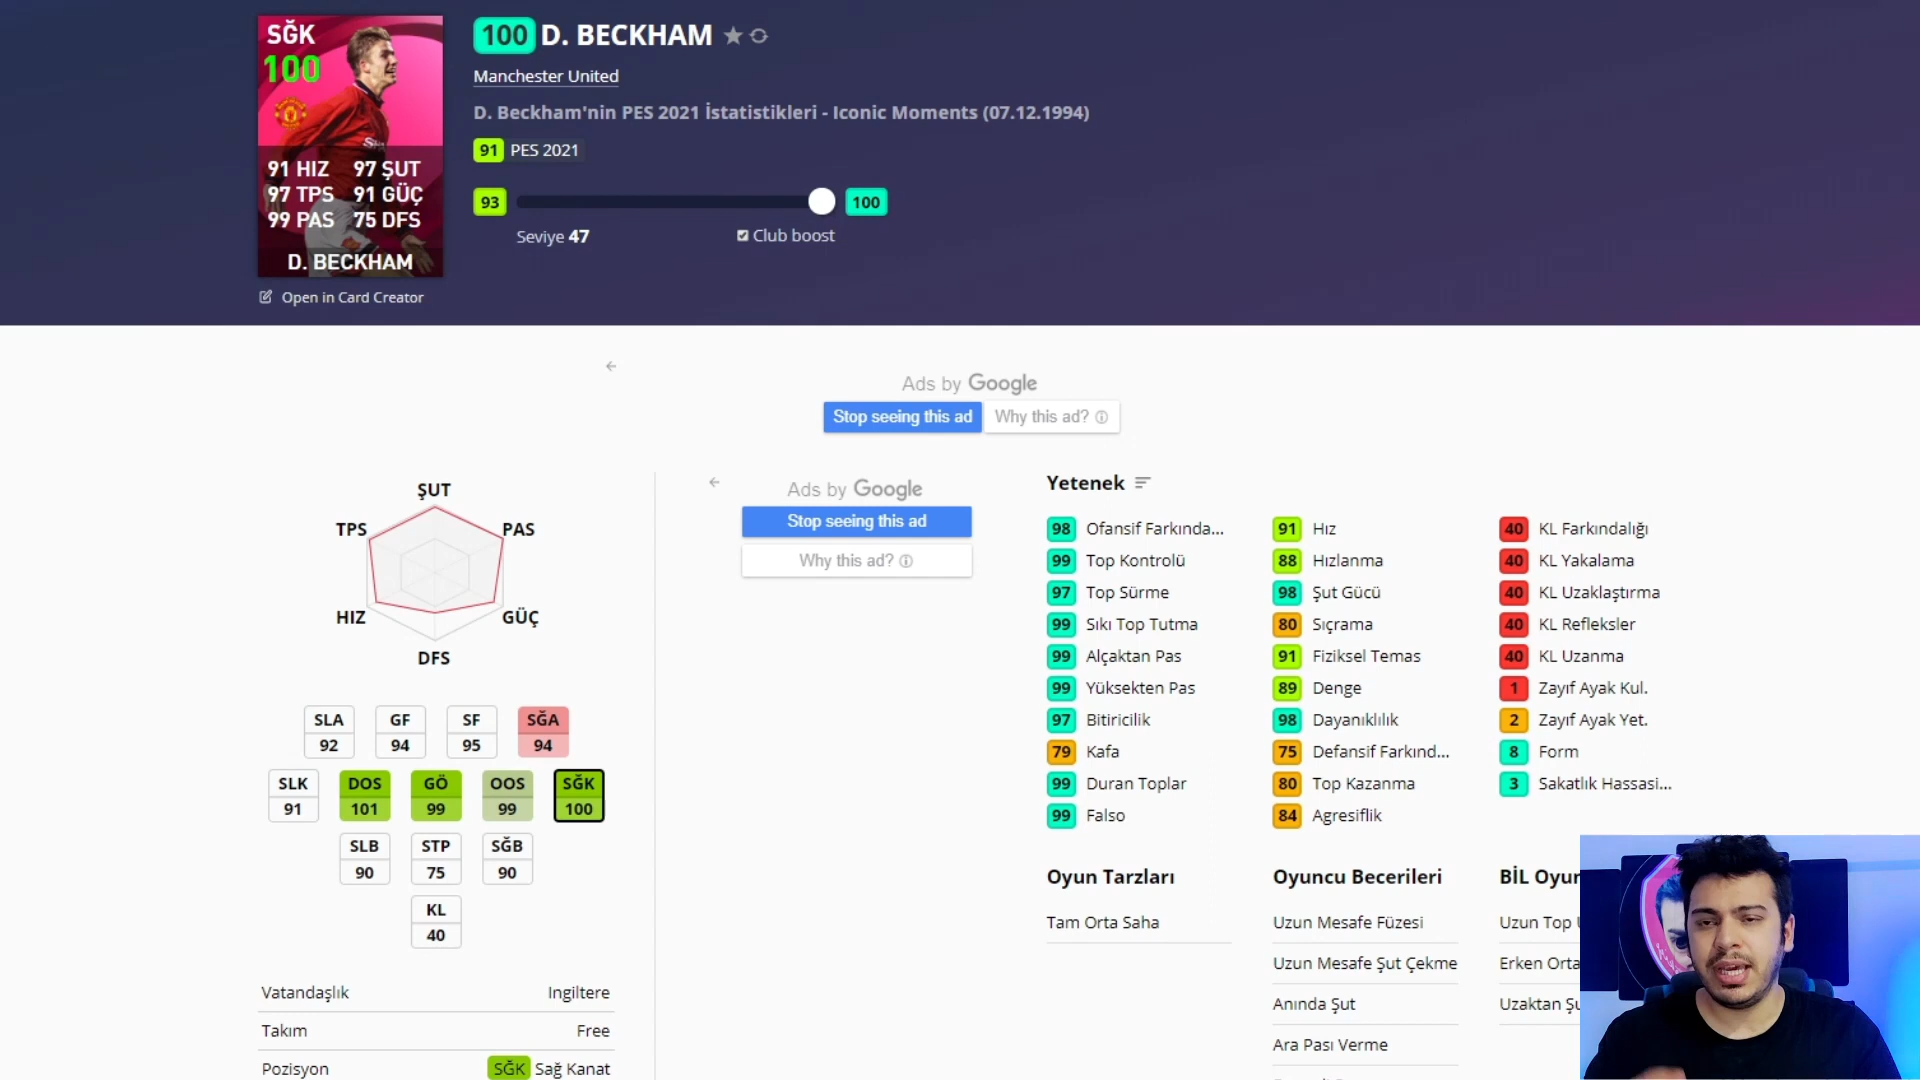 SĞK
100
91 HIZ 97 ŞUT
97 TPS 91 GÜÇ
99 PAS 75 DFS
D. BECKHAM
Open in Card Creator
100 D. BECKHAM
Manchester United
D. Beckham'nin PES 2021 İstatistikleri - Iconic Moments (07.12.1994)
91 PES 2021
93 100
Seviye 47 Club boost
Ads by Google
Stop seeing this ad Why this ad?
ŞUT
TPS PAS
HIZ GÜÇ
DFS
SLA GF SF SĞA
92 94 95 94
SLK DOS GÖ OOS SĞK
91 101 99 99 100
SLB STP SĞB
90 75 90
KL
40
Vatandaşlık Ingiltere
Takım Free
Pozisyon SĞK Sağ Kanat
Ads by Google
Stop seeing this ad
Why this ad?
Yetenek
98 Ofansif Farkında...
99 Top Kontrolü
97 Top Sürme
99 Sıkı Top Tutma
99 Alçaktan Pas
99 Yüksekten Pas
97 Bitiricilik
79 Kafa
99 Duran Toplar
99 Falso
91 Hız
88 Hızlanma
98 Şut Gücü
80 Sıçrama
91 Fiziksel Temas
89 Denge
98 Dayanıklılık
75 Defansif Farkınd...
80 Top Kazanma
84 Agresiflik
40 KL Farkındalığı
40 KL Yakalama
40 KL Uzaklaştırma
40 KL Refleksler
40 KL Uzanma
1 Zayıf Ayak Kul.
2 Zayıf Ayak Yet.
8 Form
3 Sakatlık Hassasi...
Oyun Tarzları
Tam Orta Saha
Oyuncu Becerileri
Uzun Mesafe Füzesi
Uzun Mesafe Şut Çekme
Anında Şut
Ara Pası Verme
BİL Oyun
Uzun Top
Erken Orta
Uzaktan Şu